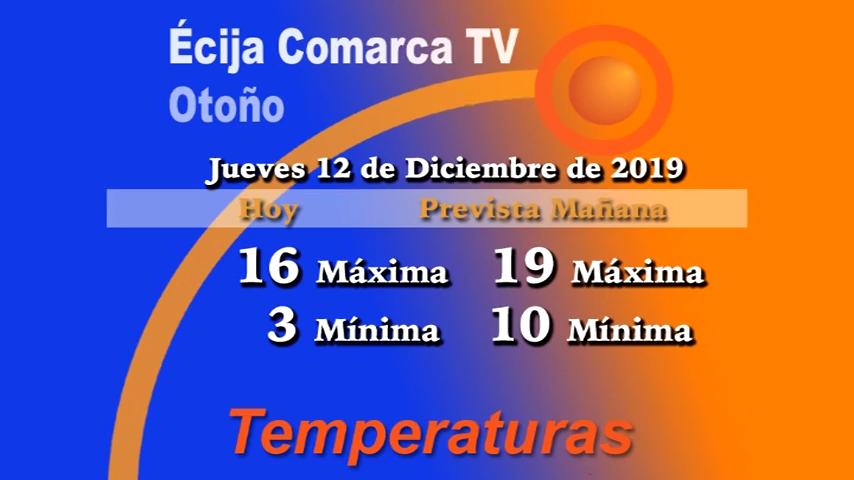 Écija Comarca TV
Otoño
Jueves 12 de Diciembre de 2019
Hoy Prevista Mañana
16 Máxima 19 Máxima
3 Mínima 10 Mínima
Temperaturas